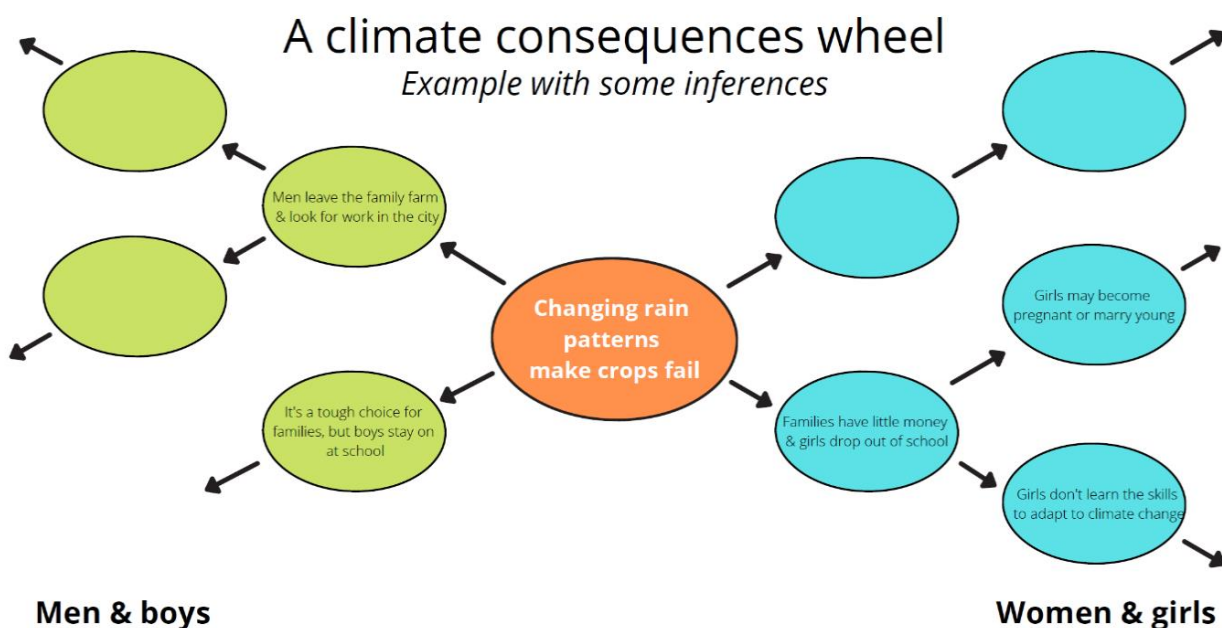 A climate consequences wheel
Example with some inferences
Men leave the family farm
& look for work in the city
Changing rain
patterns
make crops fail
Girls may become
pregnant or marry young
It's a tough choice for
families, but boys stay on
at school
Families have little money
& girls drop out of school
Girls don't learn the skills
to adapt to climate change
Men & boys
Women & girls